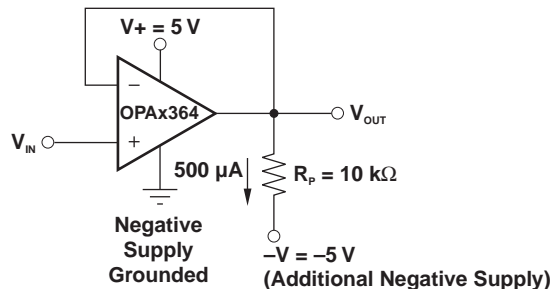 V+ = 5 V
−
OPAx364
+
V_IN
V_OUT
500 µA
R_P = 10 kΩ
Negative
Supply
Grounded
−V = −5 V
(Additional Negative Supply)